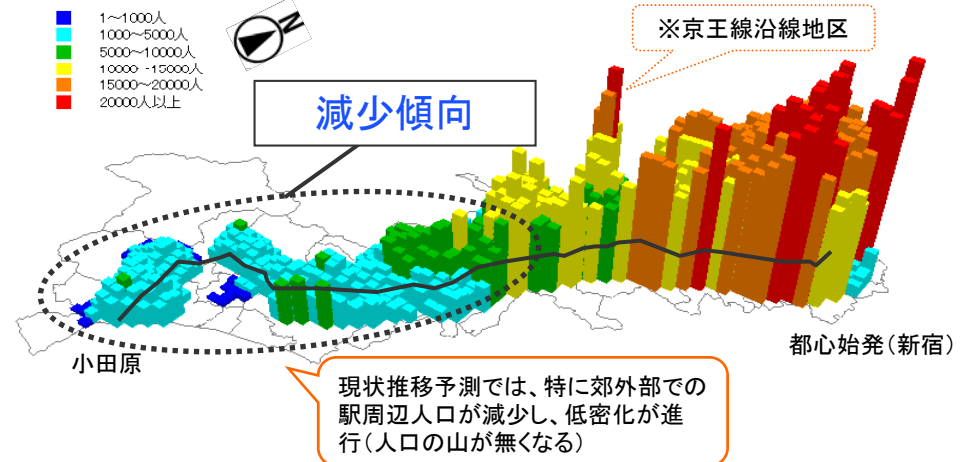 1～1000人
1000～5000人
5000～10000人
10000-15000人
15000～20000人
20000人以上
N
※京王線沿線地区
減少傾向
小田原
都心始発(新宿)
現状推移予測では、特に郊外部での
駅周辺人口が減少し、低密化が進
行(人口の山が無くなる)